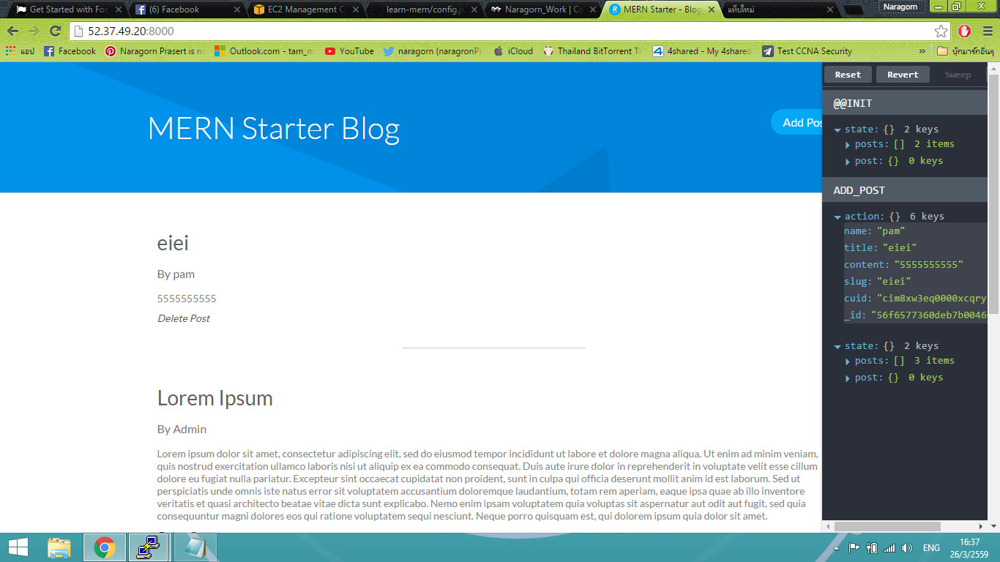 Get Started with For
(6) Facebook
EC2 Management C
learn-mern/config.js
Naragorn_Work | Co
MERN Starter - Blog
แท็บใหม่
Naragorn
52.37.49.20:8000
แอป
Facebook
Naragorn Prasert is na
Outlook.com - tam_m
YouTube
naragorn (naragronP)
iCloud
Thailand BitTorrent Tr
4shared - My 4shared
Test CCNA Security
»
บุ๊กมาร์กอื่นๆ
MERN Starter Blog
Add Pos
eiei
By pam
5555555555
Delete Post
Lorem Ipsum
By Admin
Lorem ipsum dolor sit amet, consectetur adipiscing elit, sed do eiusmod tempor incididunt ut labore et dolore magna aliqua. Ut enim ad minim veniam,
quis nostrud exercitation ullamco laboris nisi ut aliquip ex ea commodo consequat. Duis aute irure dolor in reprehenderit in voluptate velit esse cillum
dolore eu fugiat nulla pariatur. Excepteur sint occaecat cupidatat non proident, sunt in culpa qui officia deserunt mollit anim id est laborum. Sed ut
perspiciatis unde omnis iste natus error sit voluptatem accusantium doloremque laudantium, totam rem aperiam, eaque ipsa quae ab illo inventore
veritatis et quasi architecto beatae vitae dicta sunt explicabo. Nemo enim ipsam voluptatem quia voluptas sit aspernatur aut odit aut fugit, sed quia
consequuntur magni dolores eos qui ratione voluptatem sequi nesciunt. Neque porro quisquam est, qui dolorem ipsum quia dolor sit amet.
Reset Revert Sweep
@@INIT
state: {} 2 keys
posts: [] 2 items
post: {} 0 keys
ADD_POST
action: {} 6 keys
name: "pam"
title: "eiei"
content: "5555555555"
slug: "eiei"
cuid: "cim8xw3eq0000xcqry
_id: "56f6577360deb7b0046
state: {} 2 keys
posts: [] 3 items
post: {} 0 keys
ENG
16:37
26/3/2559